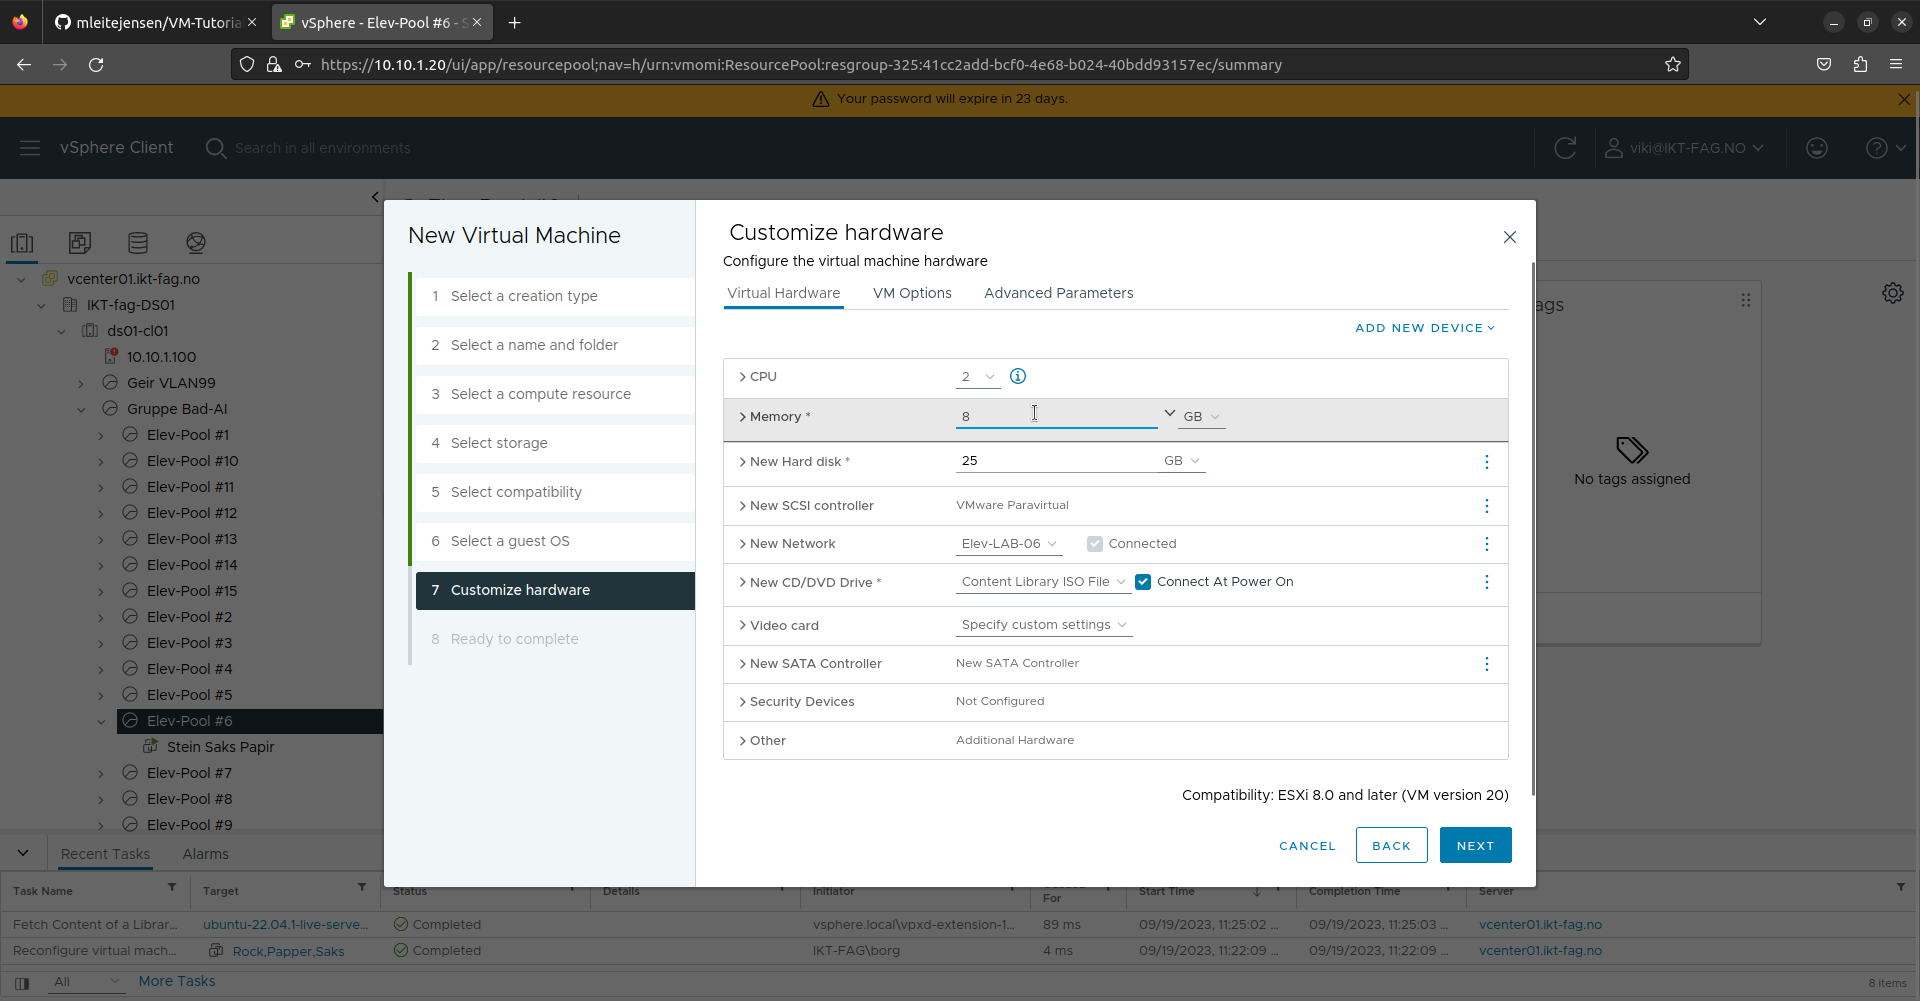 mleitejensen/VM-Tutoria
vSphere - Elev-Pool #6 - S
https://10.10.1.20/ui/app/resourcepool;nav=h/urn:vmomi:ResourcePool:resgroup-325:41cc2add-bcf0-4e68-b024-40bdd93157ec/summary
Your password will expire in 23 days.
vSphere Client
Search in all environments
viki@IKT-FAG.NO
vcenter01.ikt-fag.no
IKT-fag-DS01
ds01-cl01
10.10.1.100
Geir VLAN99
Gruppe Bad-AI
Elev-Pool #1
Elev-Pool #10
Elev-Pool #11
Elev-Pool #12
Elev-Pool #13
Elev-Pool #14
Elev-Pool #15
Elev-Pool #2
Elev-Pool #3
Elev-Pool #4
Elev-Pool #5
Elev-Pool #6
Stein Saks Papir
Elev-Pool #7
Elev-Pool #8
Elev-Pool #9
New Virtual Machine
1 Select a creation type
2 Select a name and folder
3 Select a compute resource
4 Select storage
5 Select compatibility
6 Select a guest OS
7 Customize hardware
8 Ready to complete
Customize hardware
Configure the virtual machine hardware
Virtual Hardware VM Options Advanced Parameters
ADD NEW DEVICE
CPU 2
Memory * 8 GB
New Hard disk * 25 GB
New SCSI controller VMware Paravirtual
New Network Elev-LAB-06 Connected
New CD/DVD Drive * Content Library ISO File Connect At Power On
Video card Specify custom settings
New SATA Controller New SATA Controller
Security Devices Not Configured
Other Additional Hardware
Compatibility: ESXi 8.0 and later (VM version 20)
CANCEL BACK NEXT
ags
No tags assigned
Recent Tasks Alarms
Task Name Target Status Details Initiator For Start Time Completion Time Server
Fetch Content of a Librar... ubuntu-22.04.1-live-serve... Completed vsphere.local\vpxd-extension-1... 89 ms 09/19/2023, 11:25:02 ... 09/19/2023, 11:25:03 ... vcenter01.ikt-fag.no
Reconfigure virtual mach... Rock,Papper,Saks Completed IKT-FAG\borg 4 ms 09/19/2023, 11:22:09 ... 09/19/2023, 11:22:09 ... vcenter01.ikt-fag.no
All More Tasks 8 items